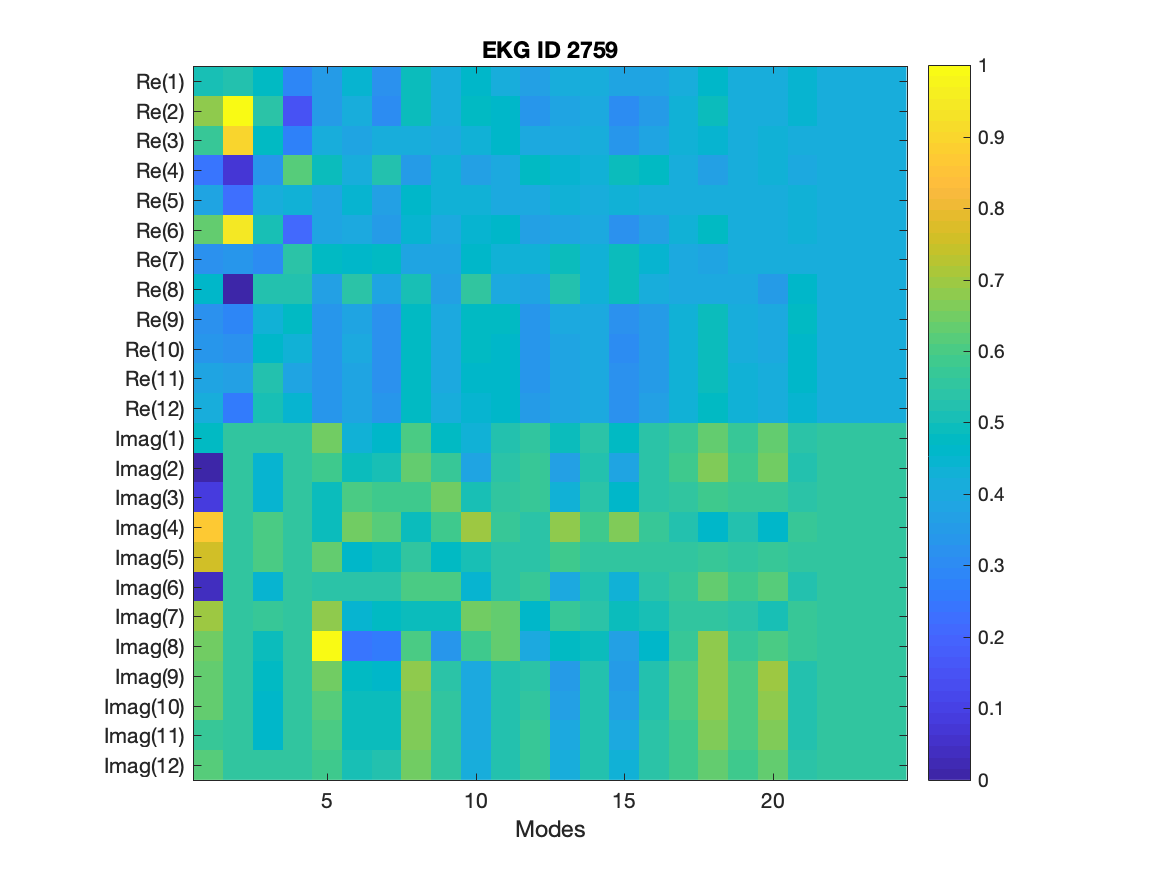 EKG ID 2759
Re(1)
Re(2)
Re(3)
Re(4)
Re(5)
Re(6)
Re(7)
Re(8)
Re(9)
Re(10)
Re(11)
Re(12)
Imag(1)
Imag(2)
Imag(3)
Imag(4)
Imag(5)
Imag(6)
Imag(7)
Imag(8)
Imag(9)
Imag(10)
Imag(11)
Imag(12)
5 10 15 20
Modes
1
0.9
0.8
0.7
0.6
0.5
0.4
0.3
0.2
0.1
0